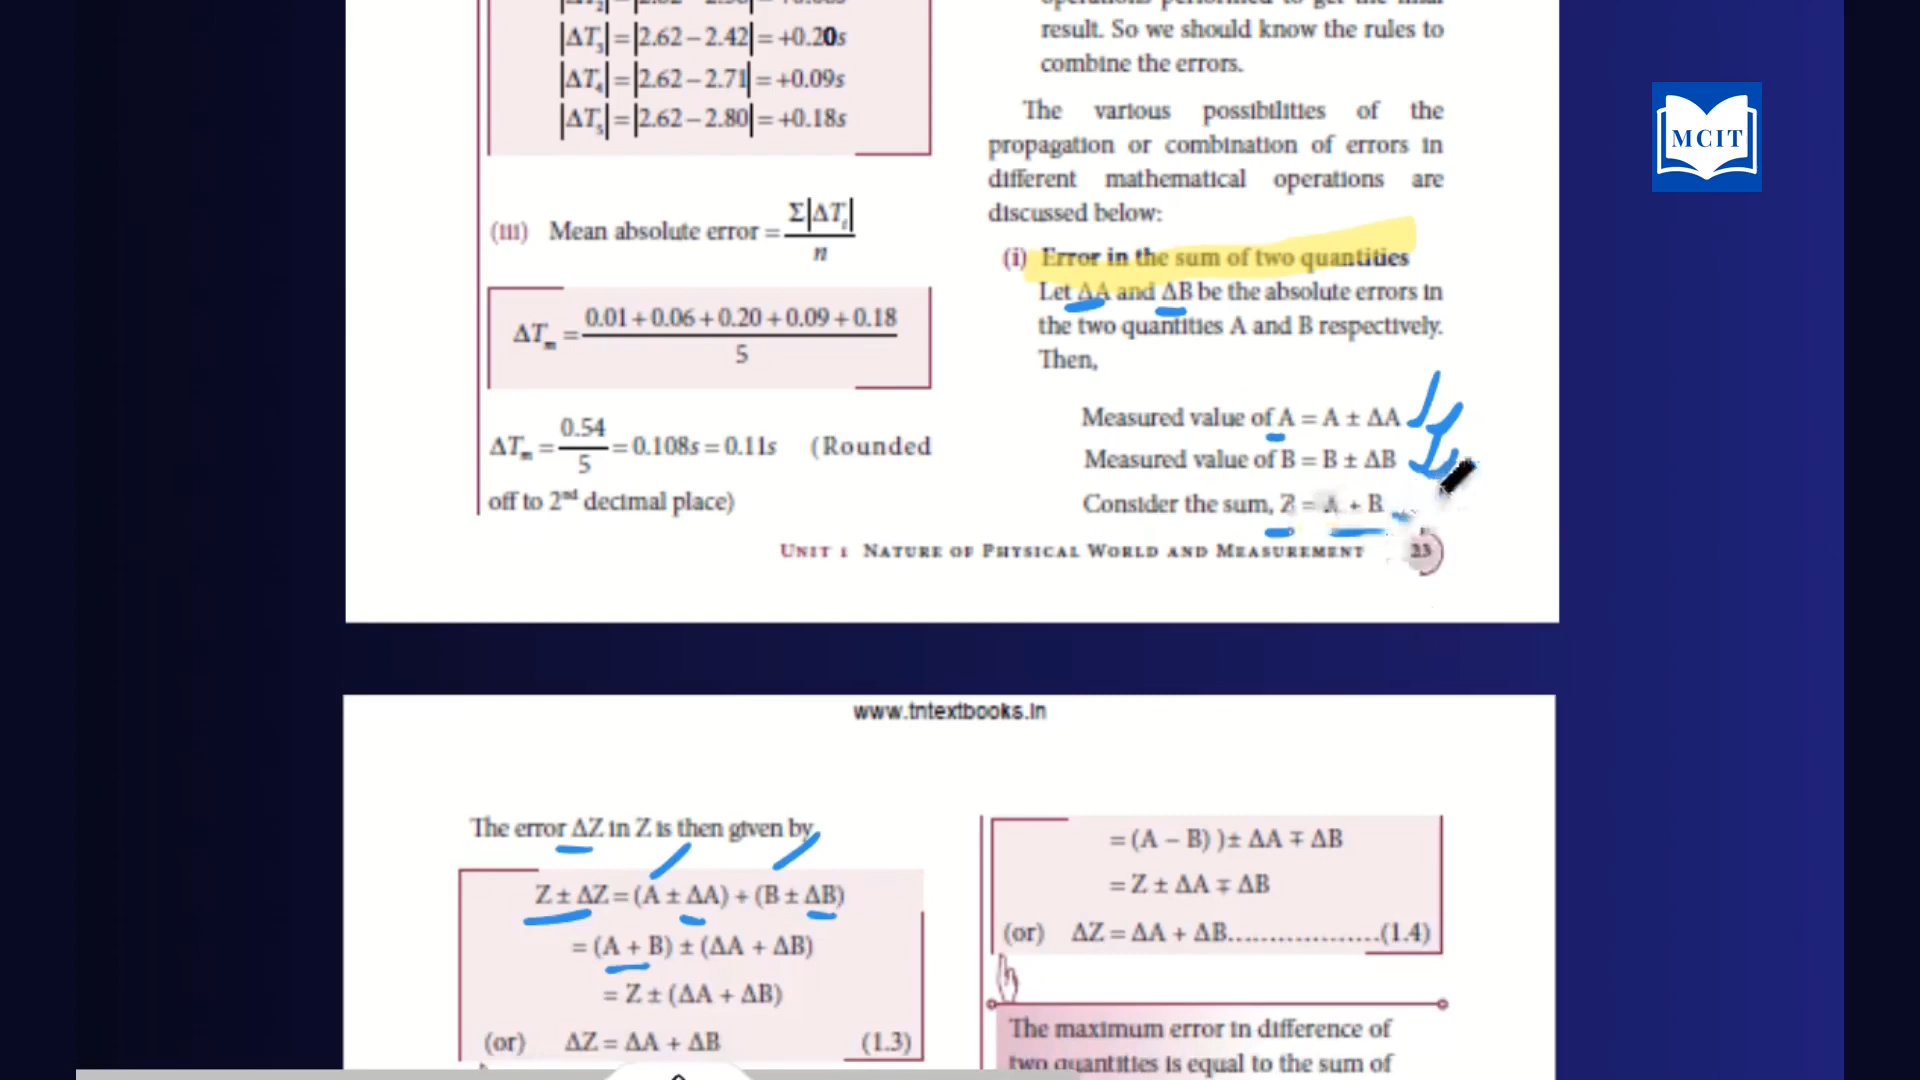 |ΔT₃| = |2.62 – 2.42| = +0.20s
|ΔT₄| = |2.62 – 2.71| = +0.09s
|ΔT₅| = |2.62 – 2.80| = +0.18s
(iii) Mean absolute error = Σ|ΔTᵢ| / n
ΔTₘ = 0.01 + 0.06 + 0.20 + 0.09 + 0.18 / 5
ΔTₘ = 0.54 / 5 = 0.108s = 0.11s (Rounded
off to 2ⁿᵈ decimal place)
result. So we should know the rules to
combine the errors.
The various possibilities of the
propagation or combination of errors in
different mathematical operations are
discussed below:
(i) Error in the sum of two quantities
Let ΔA and ΔB be the absolute errors in
the two quantities A and B respectively.
Then,
Measured value of A = A ± ΔA
Measured value of B = B ± ΔB
Consider the sum, Z = A + B
UNIT 1 NATURE OF PHYSICAL WORLD AND MEASUREMENT 23
MCIT
www.tntextbooks.in
The error ΔZ in Z is then given by
Z ± ΔZ = (A ± ΔA) + (B ± ΔB)
= (A + B) ± (ΔA + ΔB)
= Z ± (ΔA + ΔB)
(or) ΔZ = ΔA + ΔB (1.3)
= (A – B) )± ΔA ∓ ΔB
= Z ± ΔA ∓ ΔB
(or) ΔZ = ΔA + ΔB...................(1.4)
The maximum error in difference of
two quantities is equal to the sum of